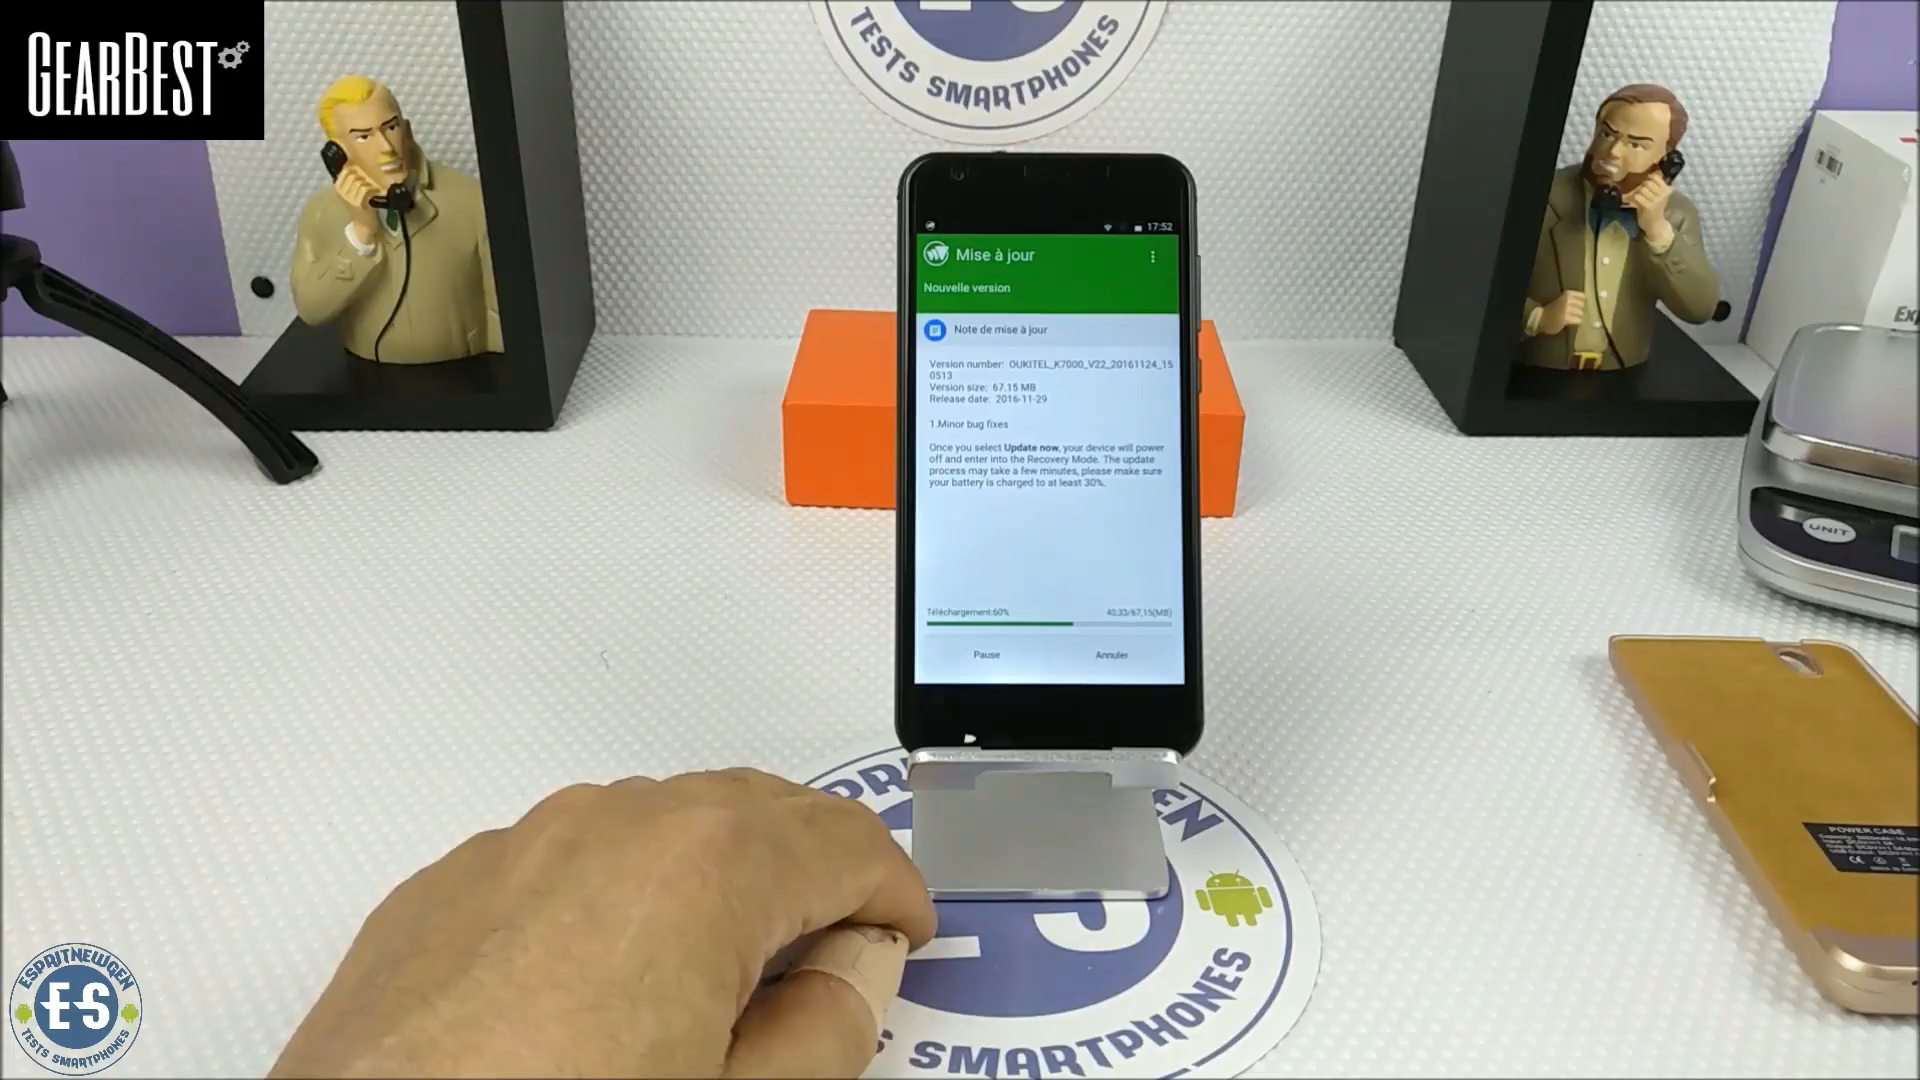 GEARBEST
TESTS SMARTPHONES
17:52
Mise à jour
Nouvelle version
Note de mise à jour
Version number: OUKITEL_K7000_V22_20161124_15
0513
Version size: 67.15 MB
Release date: 2016-11-29
1.Minor bug fixes
Once you select Update now, your device will power
off and enter into the Recovery Mode. The update
process may take a few minutes, please make sure
your battery is charged to at least 30%.
Téléchargement:60% 40,33/67,15(MB)
Pause Annuler
UNIT
POWER CASE
SMARTPHONES
ESPRITNEWGEN
ES
TESTS SMARTPHONES